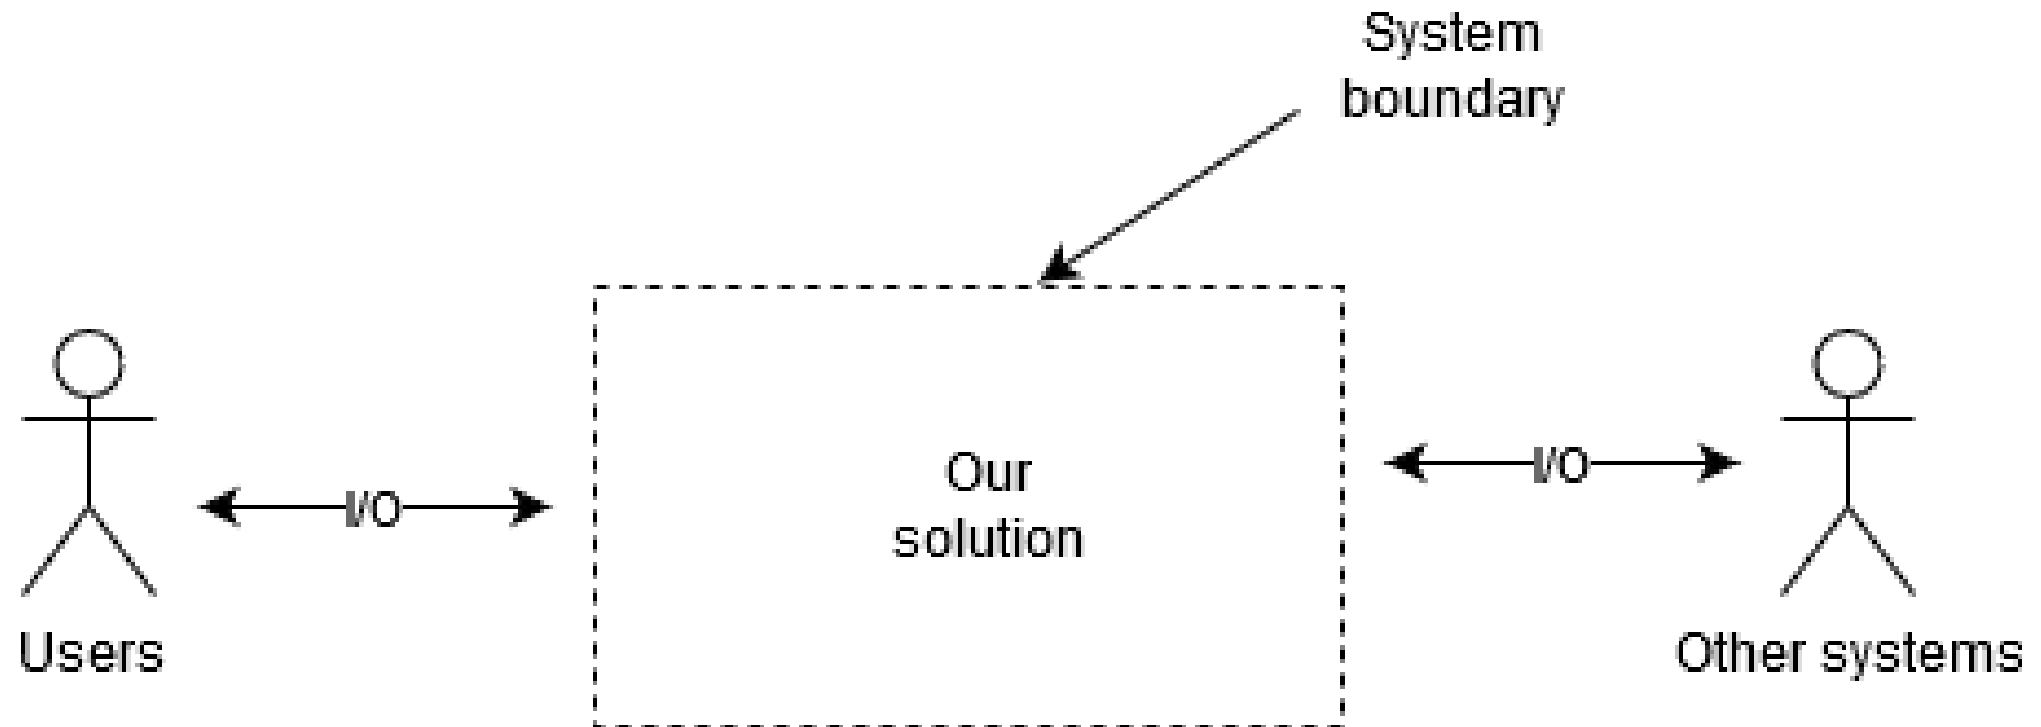 System
boundary
I/O
Our
solution
I/O
Users
Other systems